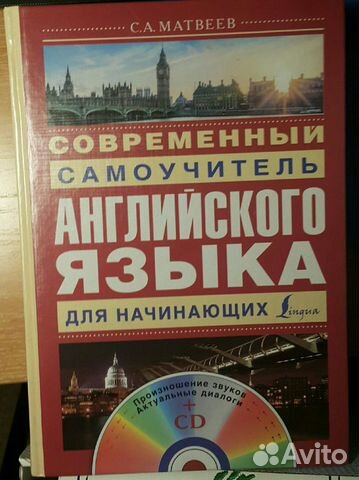 С.А.МАТВЕЕВ
СОВРЕМЕННЫЙ
САМОУЧИТЕЛЬ
АНГЛИЙСКОГО
ЯЗЫКА
ДЛЯ НАЧИНАЮЩИХ Lingua
Произношение звуков
Актуальные диалоги
+
CD
Avito